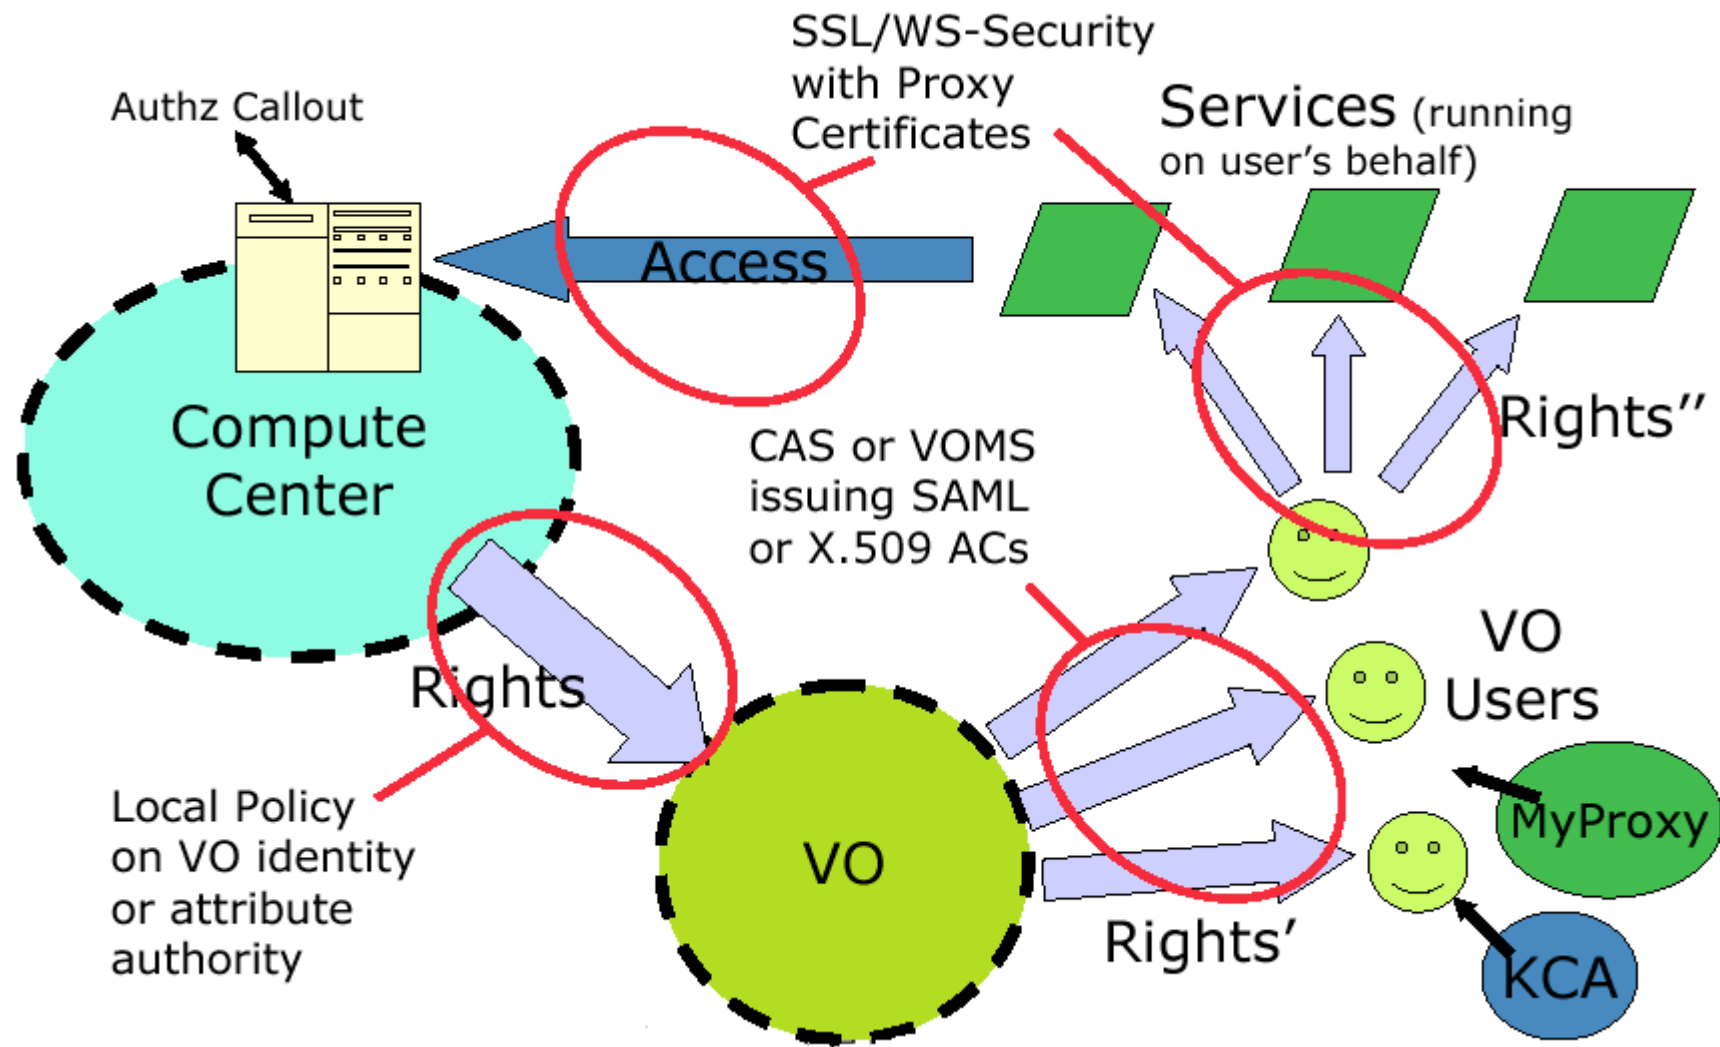 SSL/WS-Security
with Proxy
Certificates
Authz Callout
Services (running
on user’s behalf)
Access
Compute
Center
Rights’’
CAS or VOMS
issuing SAML
or X.509 ACs
Rights
VO
Users
Local Policy
on VO identity
or attribute
authority
VO
MyProxy
Rights’
KCA